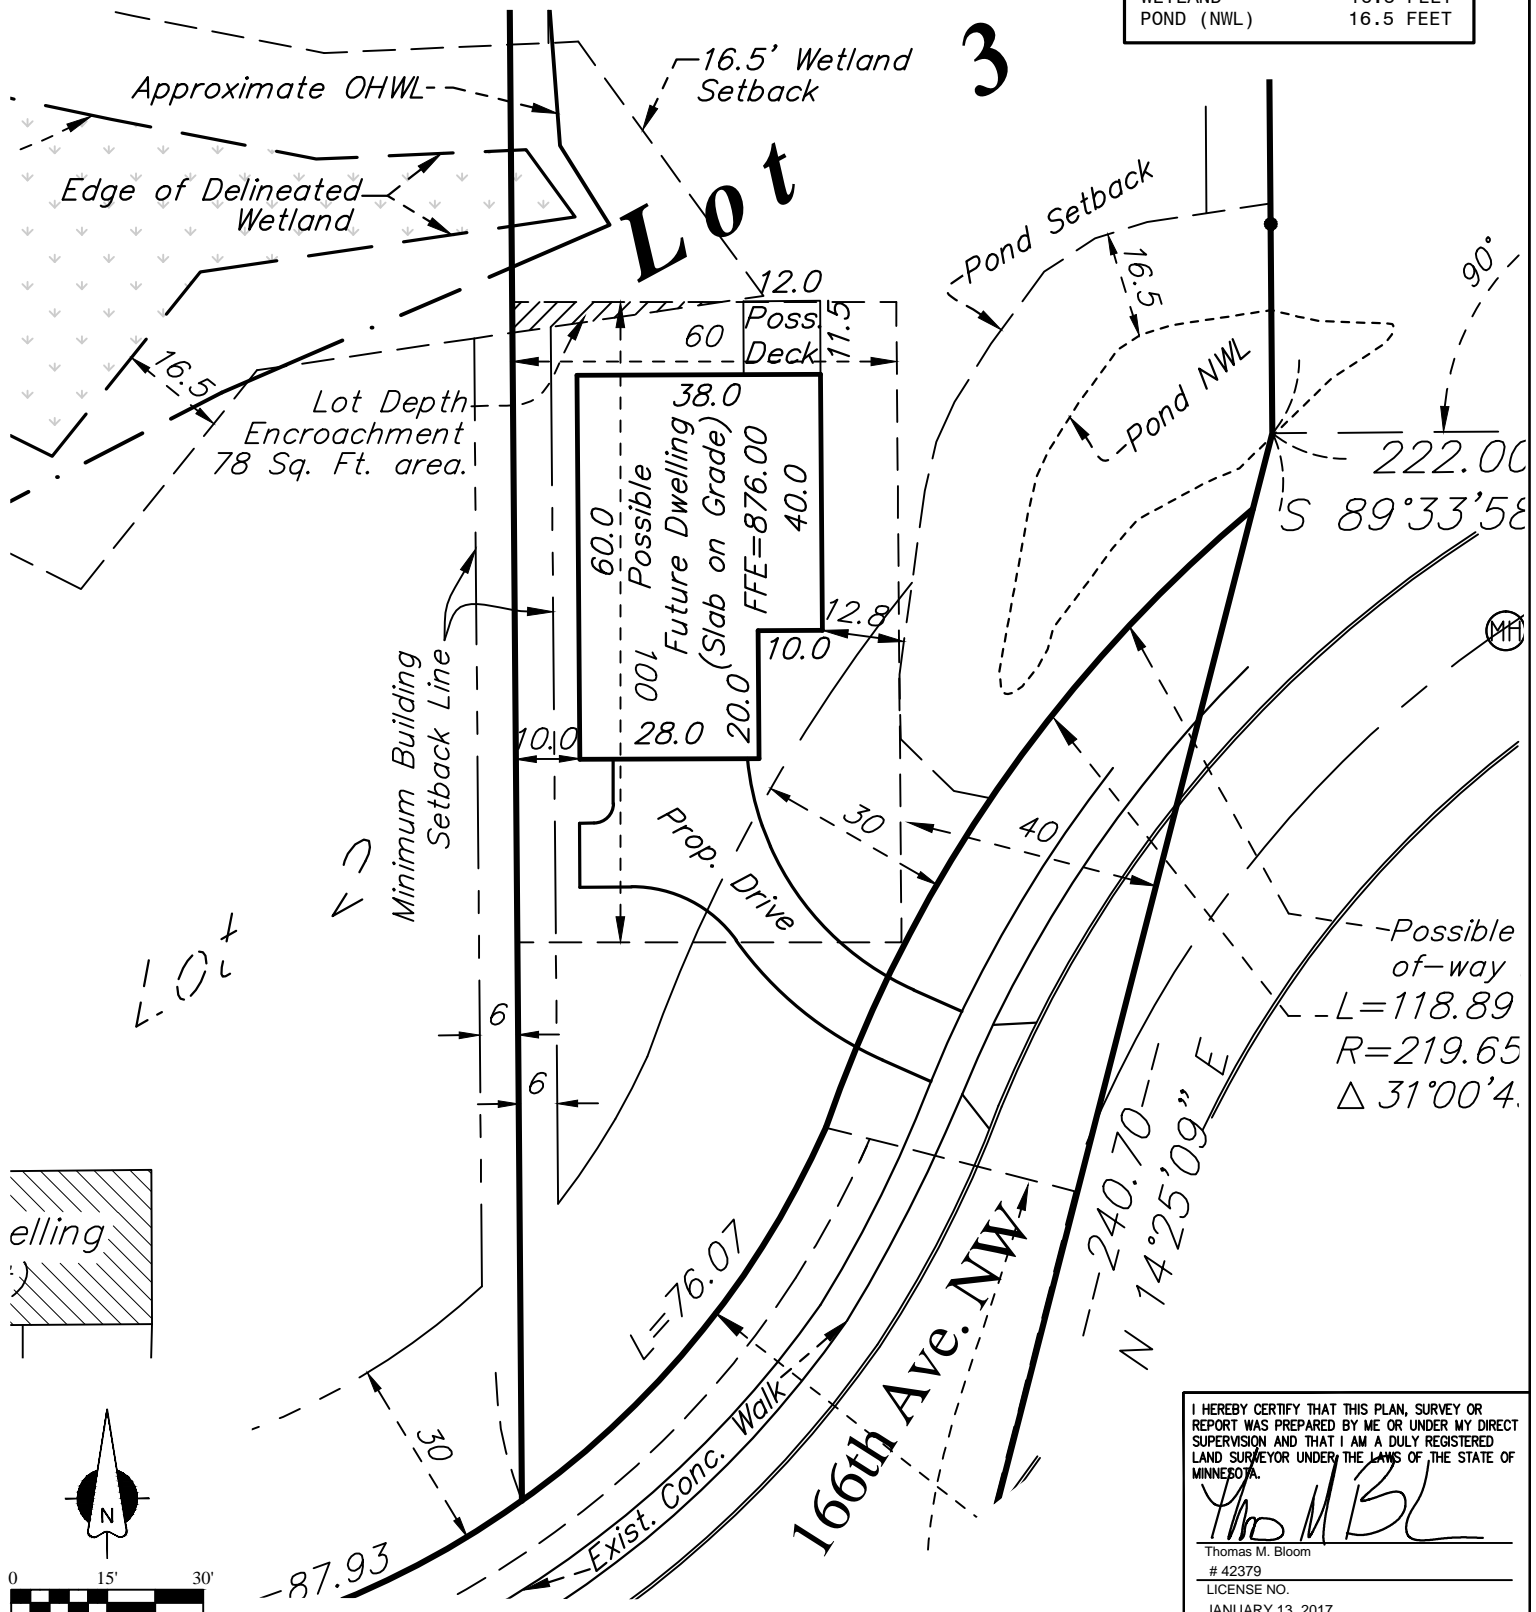 POND (NWL) 16.5 FEET
3
16.5' Wetland
Setback
Approximate OHWL
Edge of Delineated
Wetland
Lot
Pond Setback
16.5
90°
12.0
Poss.
Deck
11.5
60
Pond NWL
16.5
Lot Depth
Encroachment
78 Sq. Ft. area.
38.0
222.00
S 89°33'58
60.0
Possible
Future Dwelling
(Slab on Grade)
FFE=876.00
40.0
100
12.8
10.0
20.0
28.0
10.0
MH
Minimum Building
Setback Line
Prop. Drive
30
40
Lot 2
Possible
of-way
L=118.89
R=219.65
Δ 31°00'4
6
6
240.70
N 14°25'09" E
elling
L=76.07
166th Ave. NW
Exist. Conc. Walk
30
87.93
N
0 15' 30'
I HEREBY CERTIFY THAT THIS PLAN, SURVEY OR
REPORT WAS PREPARED BY ME OR UNDER MY DIRECT
SUPERVISION AND THAT I AM A DULY REGISTERED
LAND SURVEYOR UNDER THE LAWS OF THE STATE OF
MINNESOTA.
Thomas M. Bloom
# 42379
LICENSE NO.
JANUARY 13, 2017